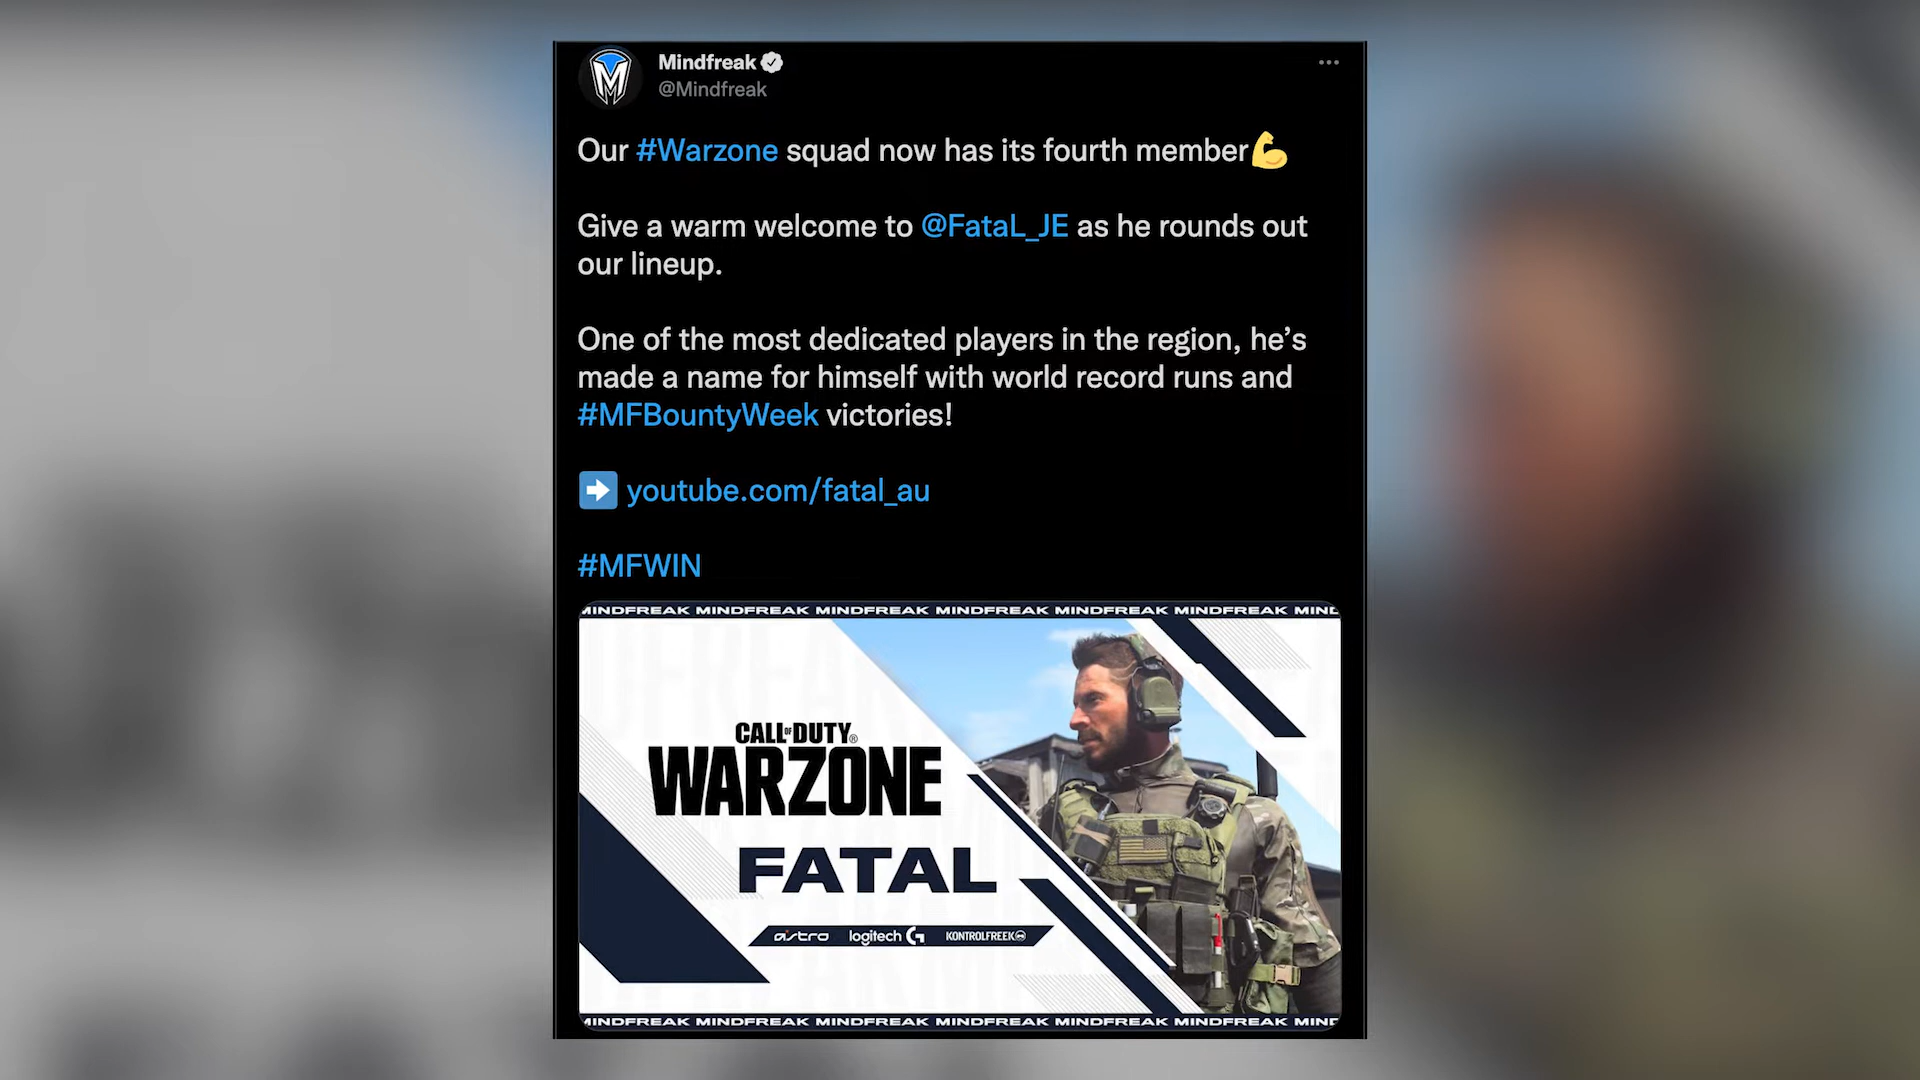 Mindfreak
@Mindfreak
Our #Warzone squad now has its fourth member💪
Give a warm welcome to @FataL_JE as he rounds out
our lineup.
One of the most dedicated players in the region, he’s
made a name for himself with world record runs and
#MFBountyWeek victories!
➡️ youtube.com/fatal_au
#MFWIN
MINDFREAK MINDFREAK MINDFREAK MINDFREAK MINDFREAK MINDFREAK MIND
CALL OF DUTY®
WARZONE
FATAL
astro logitech G KONTROLFREEK
MINDFREAK MINDFREAK MINDFREAK MINDFREAK MINDFREAK MINDFREAK MIND